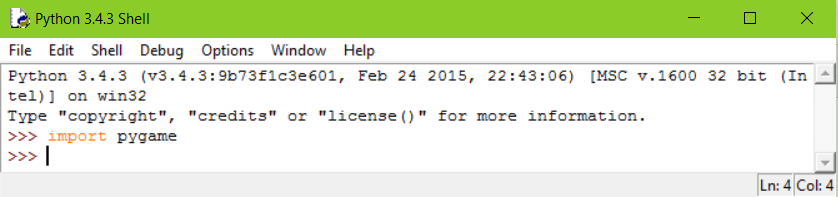 Python 3.4.3 Shell
File Edit Shell Debug Options Window Help
Python 3.4.3 (v3.4.3:9b73f1c3e601, Feb 24 2015, 22:43:06) [MSC v.1600 32 bit (In
tel)] on win32
Type "copyright", "credits" or "license()" for more information.
>>> import pygame
>>>
Ln: 4 Col: 4